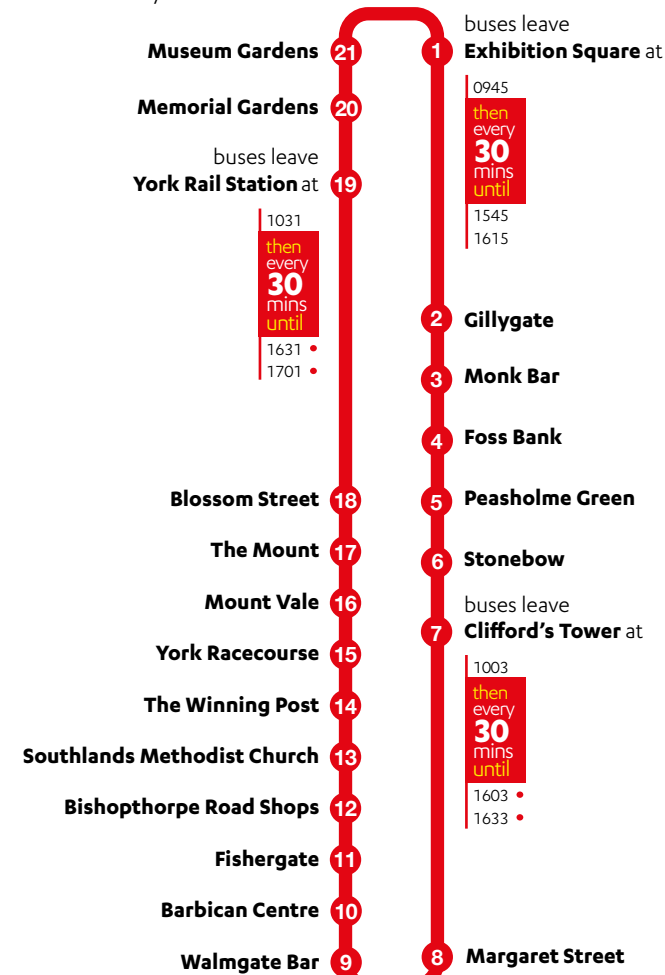 buses leave
1 Exhibition Square at
0945
then
every
30
mins
until
1545
1615
2 Gillygate
3 Monk Bar
4 Foss Bank
5 Peasholme Green
6 Stonebow
buses leave
7 Clifford's Tower at
1003
then
every
30
mins
until
1603 •
1633 •
8 Margaret Street
Walmgate Bar 9
Barbican Centre 10
Fishergate 11
Bishopthorpe Road Shops 12
Southlands Methodist Church 13
The Winning Post 14
York Racecourse 15
Mount Vale 16
The Mount 17
Blossom Street 18
buses leave
York Rail Station at 19
1031
then
every
30
mins
until
1631 •
1701 •
Memorial Gardens 20
Museum Gardens 21